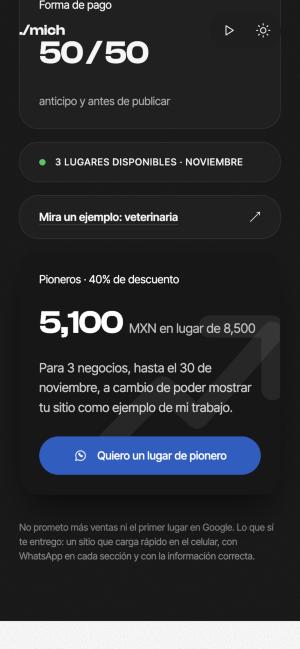 Forma de pago
./mich
50/50
anticipo y antes de publicar
3 LUGARES DISPONIBLES · NOVIEMBRE
Mira un ejemplo: veterinaria
Pioneros · 40% de descuento
5,100 MXN en lugar de 8,500
Para 3 negocios, hasta el 30 de
noviembre, a cambio de poder mostrar
tu sitio como ejemplo de mi trabajo.
Quiero un lugar de pionero
No prometo más ventas ni el primer lugar en Google. Lo que sí
te entrego: un sitio que carga rápido en el celular, con
WhatsApp en cada sección y con la información correcta.